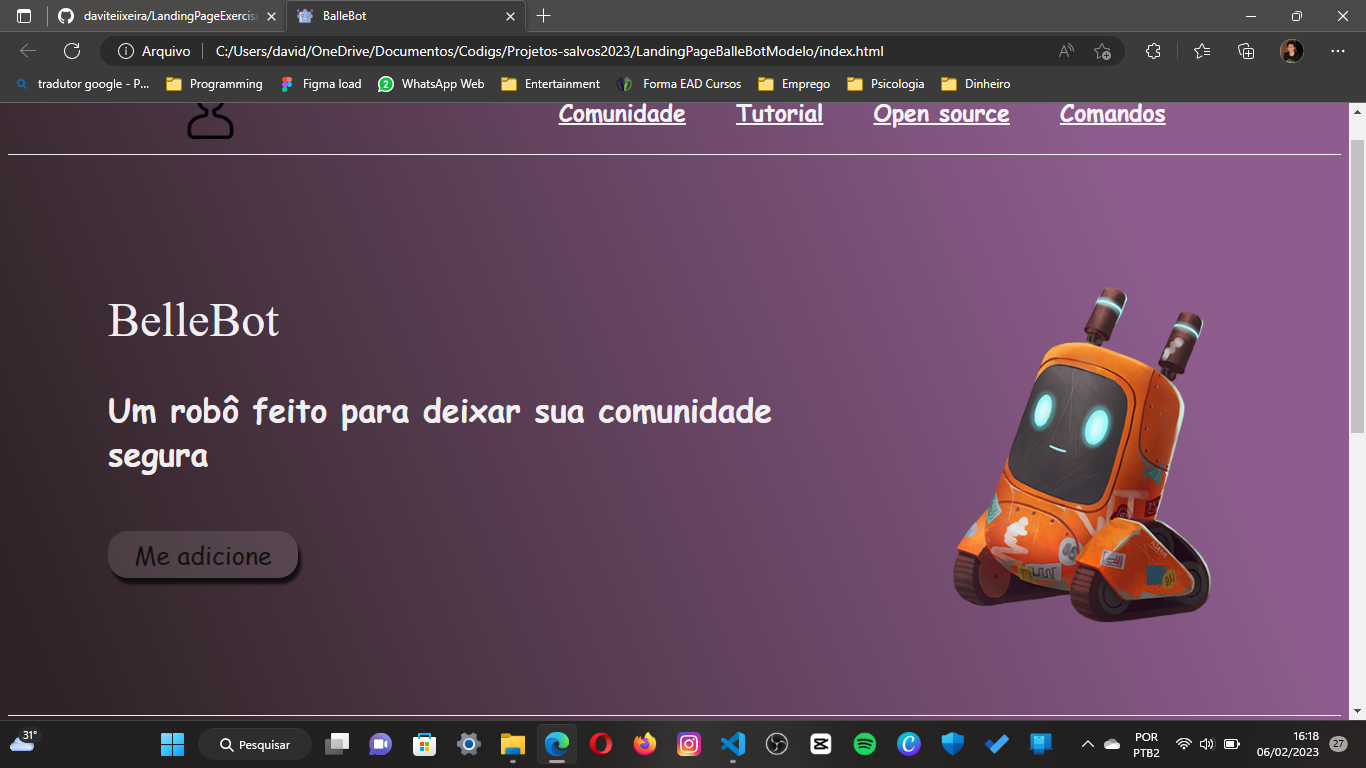 daviteiixeira/LandingPageExercise
BalleBot
Arquivo
C:/Users/david/OneDrive/Documentos/Codigs/Projetos-salvos2023/LandingPageBalleBotModelo/index.html
tradutor google - P...
Programming
Figma load
WhatsApp Web
Entertainment
Forma EAD Cursos
Emprego
Psicologia
Dinheiro
Comunidade
Tutorial
Open source
Comandos
BelleBot
Um robô feito para deixar sua comunidade
segura
Me adicione
31°
Pesquisar
POR
PTB2
16:18
06/02/2023
27